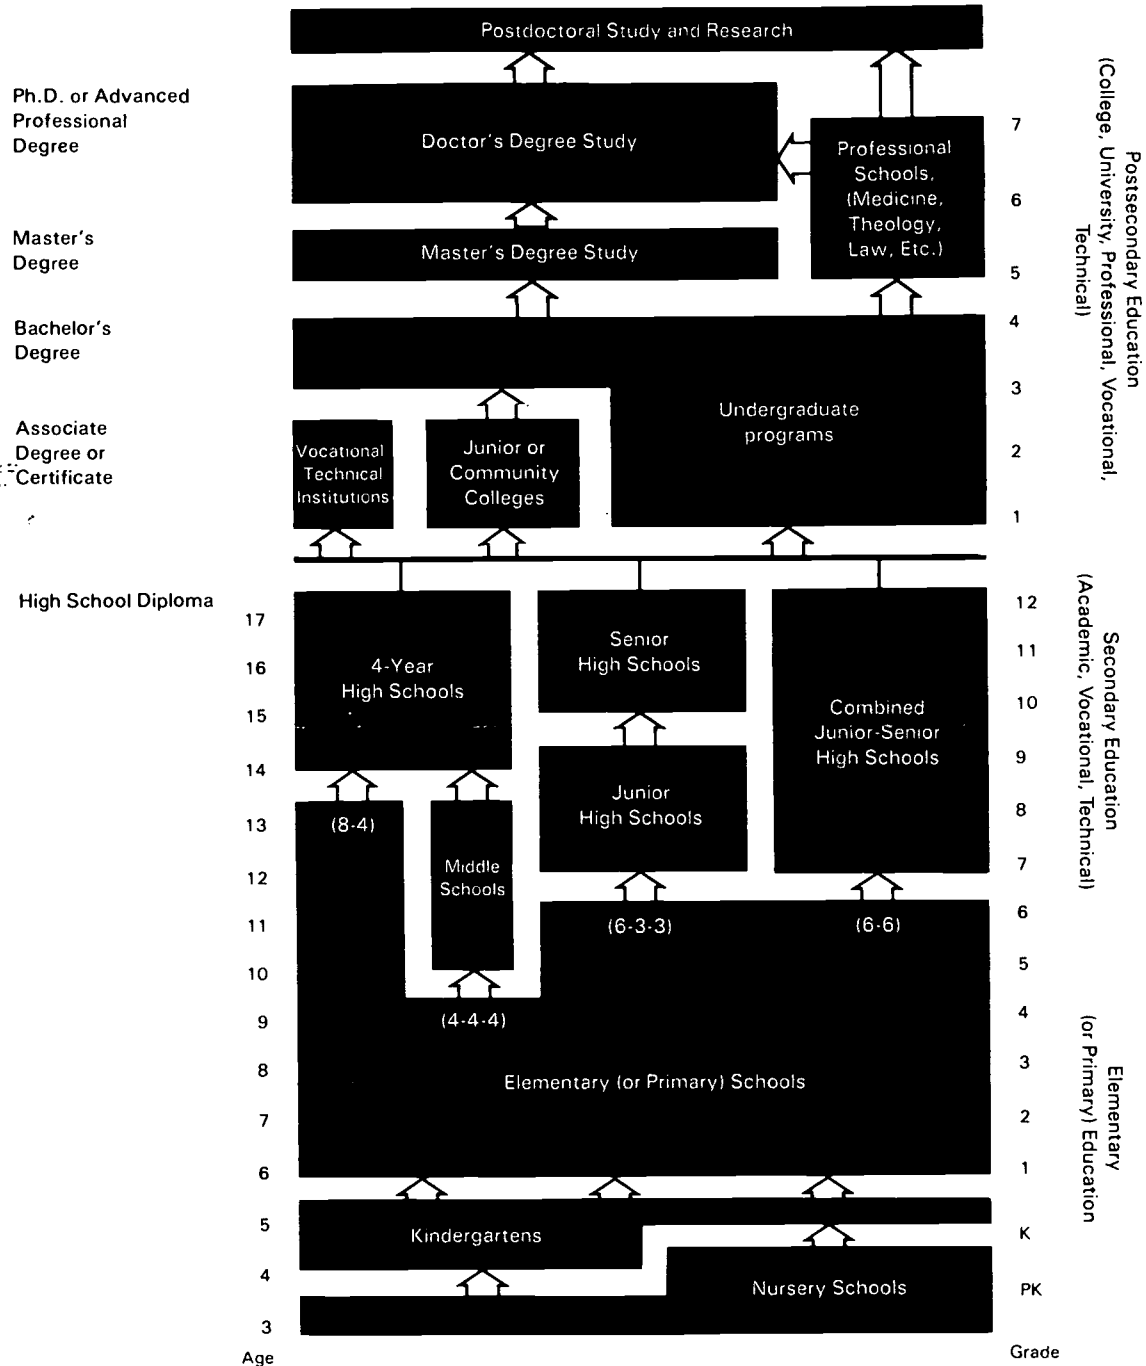 Postdoctoral Study and Research
Ph.D. or Advanced
Professional
Degree
Doctor's Degree Study
Professional
Schools,
(Medicine,
Theology,
Law, Etc.)
7
6
5
Master's
Degree
Master's Degree Study
Bachelor's
Degree
4
3
2
1
Undergraduate
programs
Associate
Degree or
Certificate
Vocational
Technical
Institutions
Junior or
Community
Colleges
Postsecondary Education
(College, University, Professional, Vocational,
Technical)
High School Diploma
17
16
15
14
13
12
11
10
9
8
7
6
5
4
3
Age
4-Year
High Schools
Senior
High Schools
Combined
Junior-Senior
High Schools
Junior
High Schools
(8-4)
Middle
Schools
(6-3-3)
(6-6)
(4-4-4)
Elementary (or Primary) Schools
Kindergartens
Nursery Schools
12
11
10
9
8
7
6
5
4
3
2
1
K
PK
Grade
Secondary Education
(Academic, Vocational, Technical)
Elementary
(or Primary) Education